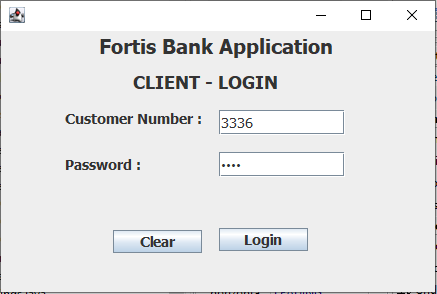 Fortis Bank Application
CLIENT - LOGIN
Customer Number : 3336
Password : ••••
Clear Login